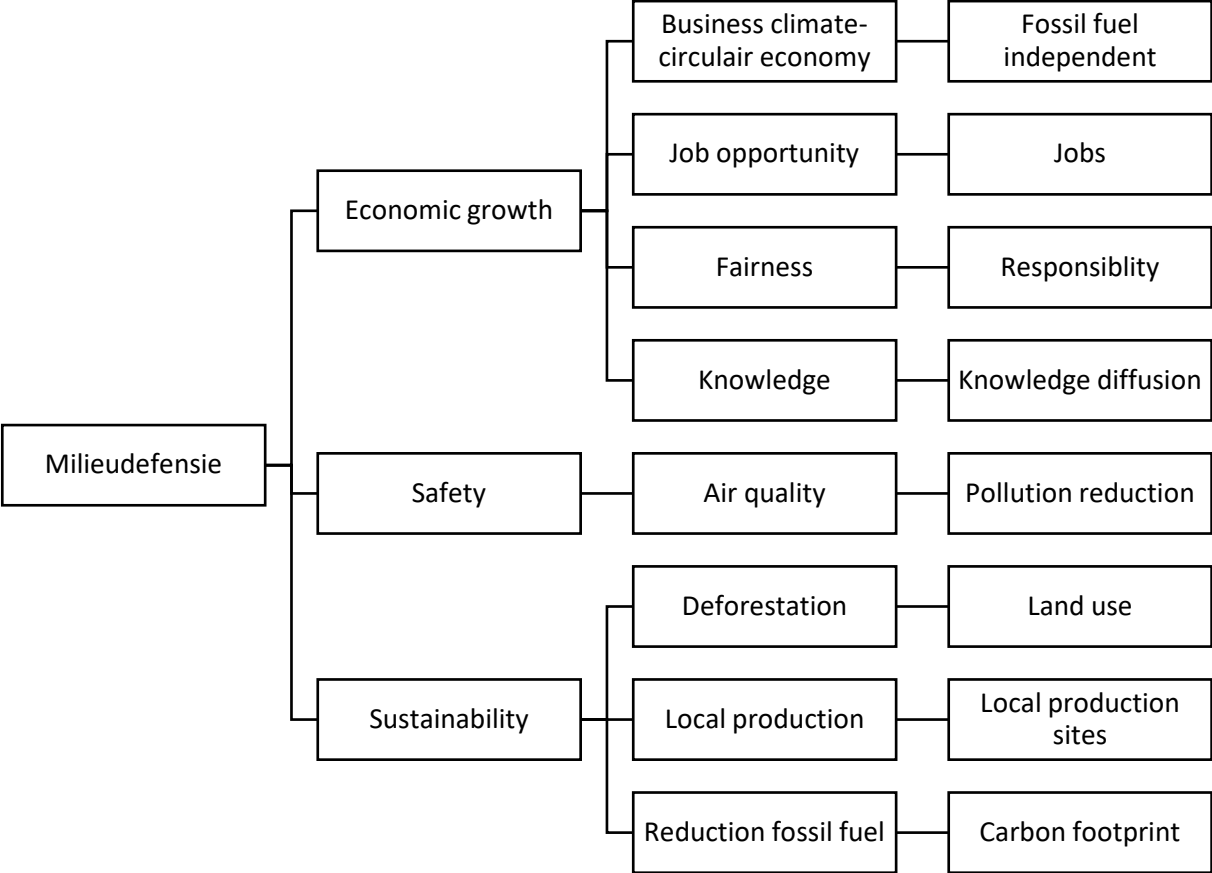 Business climate-
circulair economy
Fossil fuel
independent
Job opportunity
Jobs
Economic growth
Fairness
Responsiblity
Knowledge
Knowledge diffusion
Milieudefensie
Safety
Air quality
Pollution reduction
Deforestation
Land use
Sustainability
Local production
Local production
sites
Reduction fossil fuel
Carbon footprint